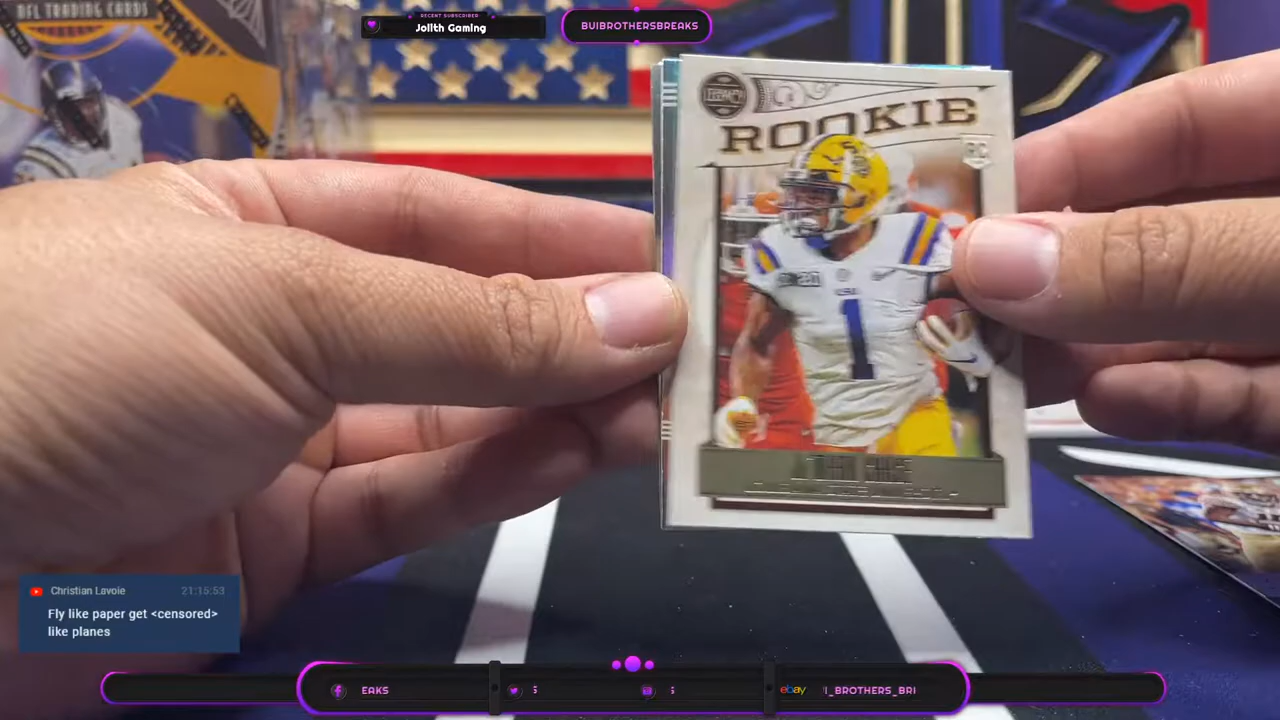 NFL TRADING CARDS
RECENT SUBSCRIBER
Jolith Gaming
BUIBROTHERSBREAKS
LEGACY
ROOKIE
RC
LSU
1
Christian Lavoie
21:15:53
Fly like paper get <censored>
like planes
EAKS
S
S
ebay
I_BROTHERS_BRI